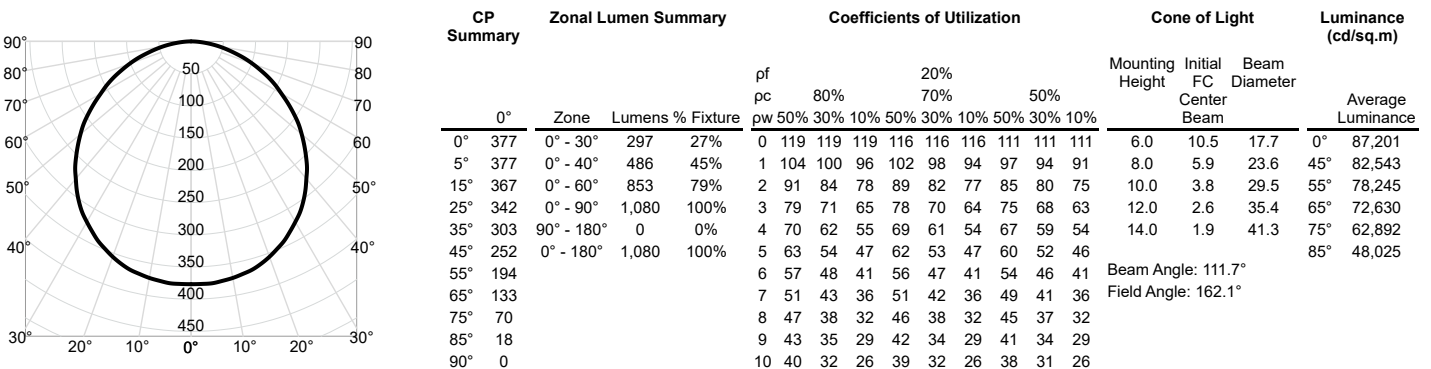 90° 90
80° 80
70° 70
60° 60
50° 50°
40° 40°
30° 30°
20° 10° 0° 10° 20°
50
100
150
200
250
300
350
400
450
CP
Summary
0°
0° 377
5° 377
15° 367
25° 342
35° 303
45° 252
55° 194
65° 133
75° 70
85° 18
90° 0
Zonal Lumen Summary
Zone Lumens % Fixture
0° - 30° 297 27%
0° - 40° 486 45%
0° - 60° 853 79%
0° - 90° 1,080 100%
90° - 180° 0 0%
0° - 180° 1,080 100%
Coefficients of Utilization
ρf 20%
ρc 80% 70% 50%
ρw 50% 30% 10% 50% 30% 10% 50% 30% 10%
0 119 119 119 116 116 116 111 111 111
1 104 100 96 102 98 94 97 94 91
2 91 84 78 89 82 77 85 80 75
3 79 71 65 78 70 64 75 68 63
4 70 62 55 69 61 54 67 59 54
5 63 54 47 62 53 47 60 52 46
6 57 48 41 56 47 41 54 46 41
7 51 43 36 51 42 36 49 41 36
8 47 38 32 46 38 32 45 37 32
9 43 35 29 42 34 29 41 34 29
10 40 32 26 39 32 26 38 31 26
Cone of Light
Mounting Initial Beam
Height FC Diameter
Center
Beam
6.0 10.5 17.7
8.0 5.9 23.6
10.0 3.8 29.5
12.0 2.6 35.4
14.0 1.9 41.3
Beam Angle: 111.7°
Field Angle: 162.1°
Luminance
(cd/sq.m)
Average
Luminance
0° 87,201
45° 82,543
55° 78,245
65° 72,630
75° 62,892
85° 48,025